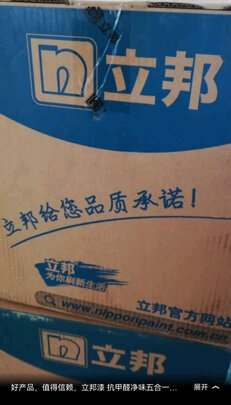 n 立邦
立邦给您品质承诺！
立邦
为你刷新生活
立邦官方网站
www.nipponpaint.com.cn
n 立邦
好产品，值得信赖，立邦漆 抗甲醛净味五合一... 展开